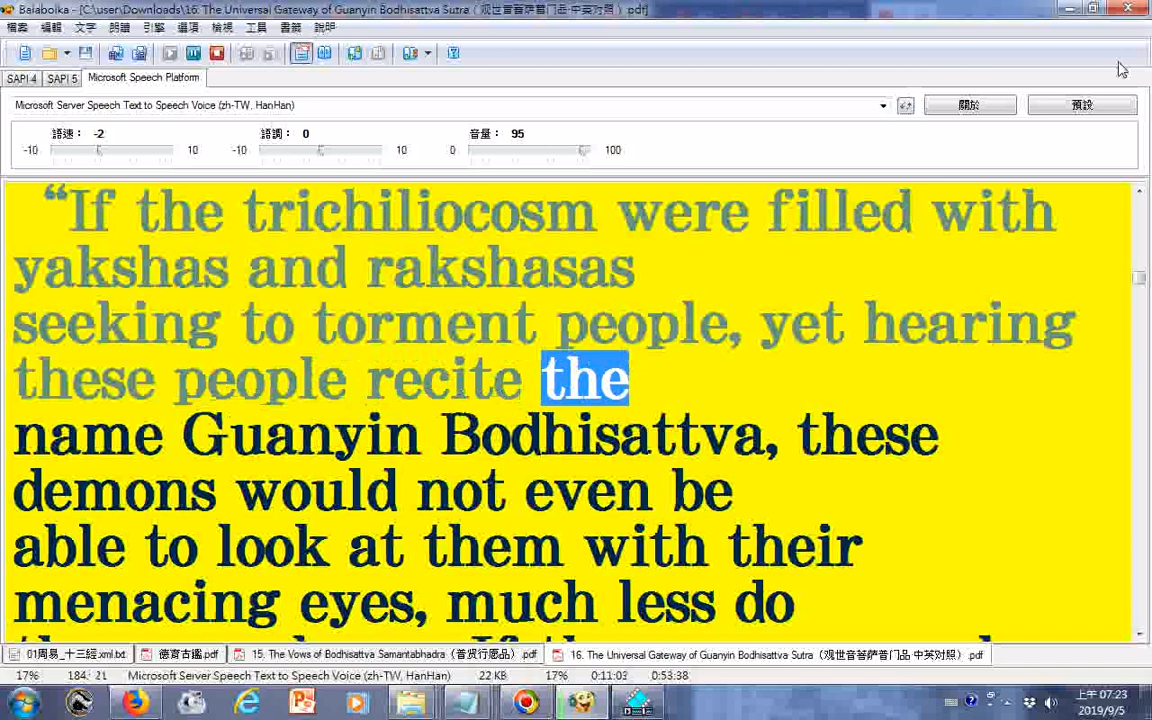 Balabolka - [C:\user\Downloads\16. The Universal Gateway of Guanyin Bodhisattva Sutra（观世音菩萨普门品 中英对照）.pdf]
檔案 編輯 文字 朗讀 引擎 選項 檢視 工具 書籤 說明
SAPI 4 SAPI 5 Microsoft Speech Platform
Microsoft Server Speech Text to Speech Voice (zh-TW, HanHan) 關於 預設
語速： -2 語調： 0 音量： 95
-10 10 -10 10 0 100
“If the trichiliocosm were filled with
yakshas and rakshasas
seeking to torment people, yet hearing
these people recite the
name Guanyin Bodhisattva, these
demons would not even be
able to look at them with their
menacing eyes, much less do
01周易_十三經.xml.txt 德育古鑑.pdf 15. The Vows of Bodhisattva Samantabhadra（普贤行愿品）.pdf 16. The Universal Gateway of Guanyin Bodhisattva Sutra（观世音菩萨普门品 中英对照）.pdf
17% 184: 21 Microsoft Server Speech Text to Speech Voice (zh-TW, HanHan) 22 KB 17% 0:11:03 0:53:38
上午 07:23
2019/9/5